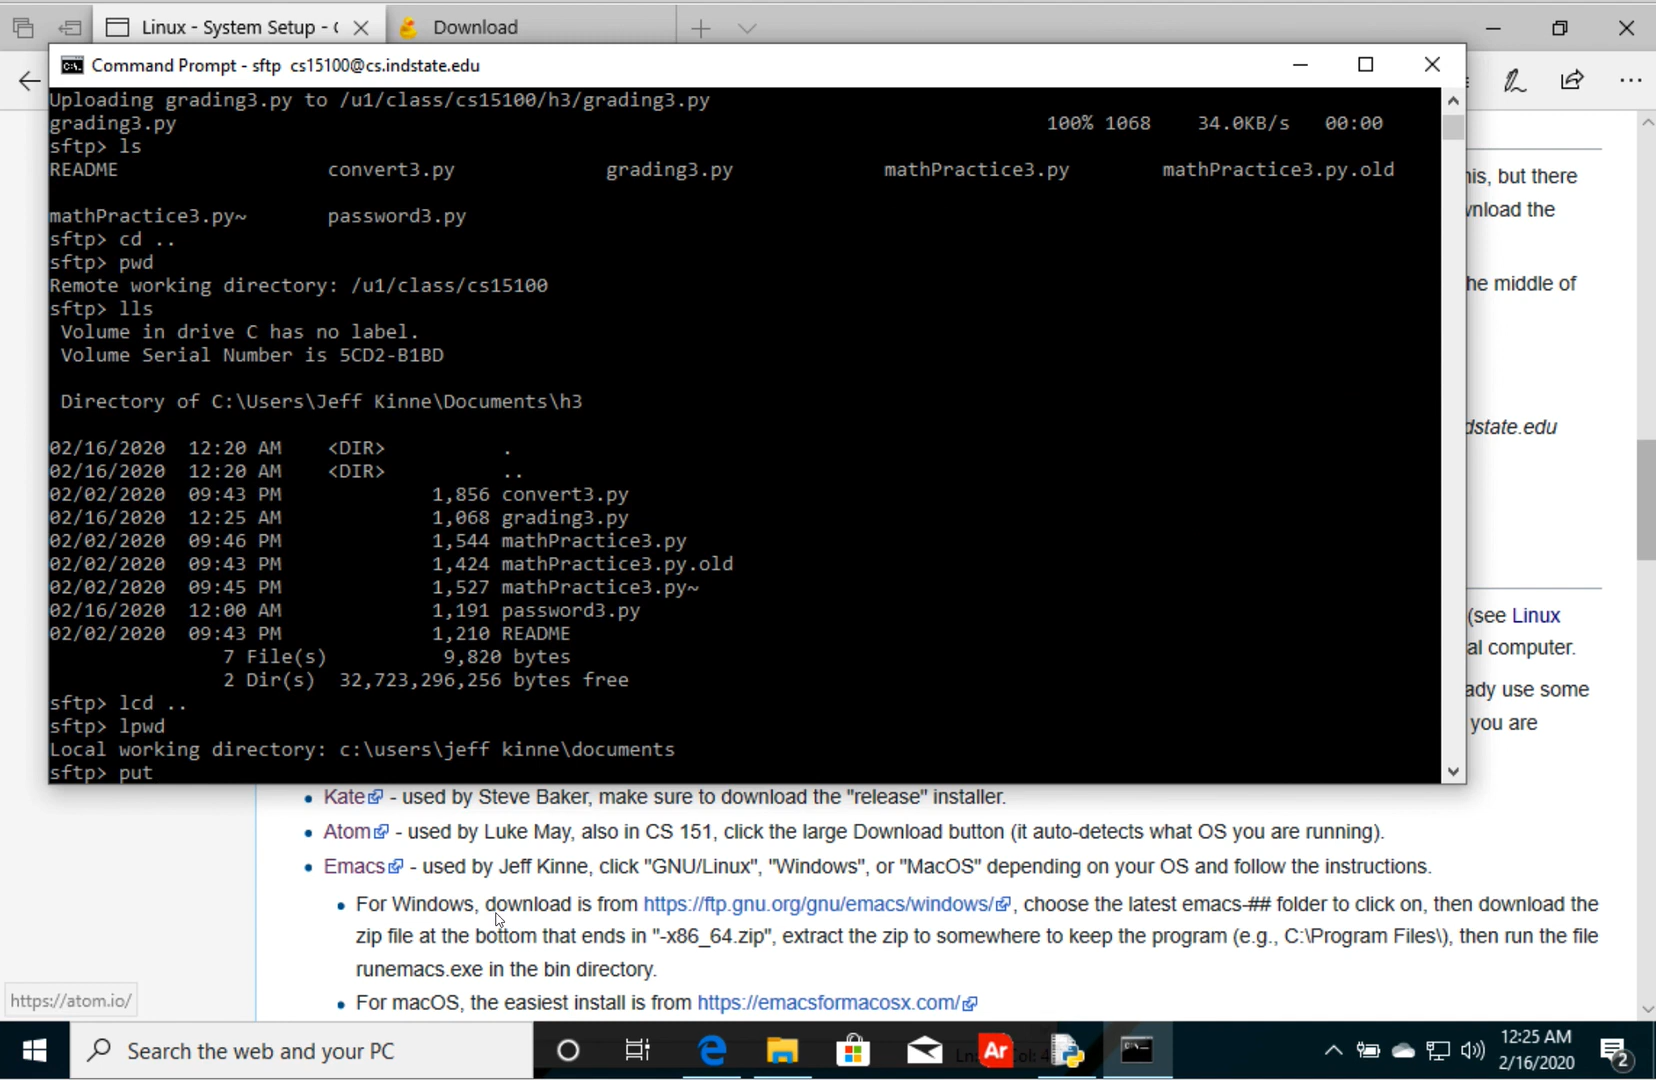 Linux - System Setup - (
Download
Command Prompt - sftp cs15100@cs.indstate.edu
Uploading grading3.py to /u1/class/cs15100/h3/grading3.py
grading3.py 100% 1068 34.0KB/s 00:00
sftp> ls
README convert3.py grading3.py mathPractice3.py mathPractice3.py.old
mathPractice3.py~ password3.py
sftp> cd ..
sftp> pwd
Remote working directory: /u1/class/cs15100
sftp> lls
Volume in drive C has no label.
Volume Serial Number is 5CD2-B1BD
Directory of C:\Users\Jeff Kinne\Documents\h3
02/16/2020 12:20 AM <DIR> .
02/16/2020 12:20 AM <DIR> ..
02/02/2020 09:43 PM 1,856 convert3.py
02/16/2020 12:25 AM 1,068 grading3.py
02/02/2020 09:46 PM 1,544 mathPractice3.py
02/02/2020 09:43 PM 1,424 mathPractice3.py.old
02/02/2020 09:45 PM 1,527 mathPractice3.py~
02/16/2020 12:00 AM 1,191 password3.py
02/02/2020 09:43 PM 1,210 README
7 File(s) 9,820 bytes
2 Dir(s) 32,723,296,256 bytes free
sftp> lcd ..
sftp> lpwd
Local working directory: c:\users\jeff kinne\documents
sftp> put
his, but there
wnload the
he middle of
dstate.edu
(see Linux
al computer.
ady use some
you are
• Kate - used by Steve Baker, make sure to download the "release" installer.
• Atom - used by Luke May, also in CS 151, click the large Download button (it auto-detects what OS you are running).
• Emacs - used by Jeff Kinne, click "GNU/Linux", "Windows", or "MacOS" depending on your OS and follow the instructions.
• For Windows, download is from https://ftp.gnu.org/gnu/emacs/windows/, choose the latest emacs-## folder to click on, then download the
zip file at the bottom that ends in "-x86_64.zip", extract the zip to somewhere to keep the program (e.g., C:\Program Files\), then run the file
runemacs.exe in the bin directory.
• For macOS, the easiest install is from https://emacsformacosx.com/
https://atom.io/
Search the web and your PC
Ar
12:25 AM
2/16/2020
2